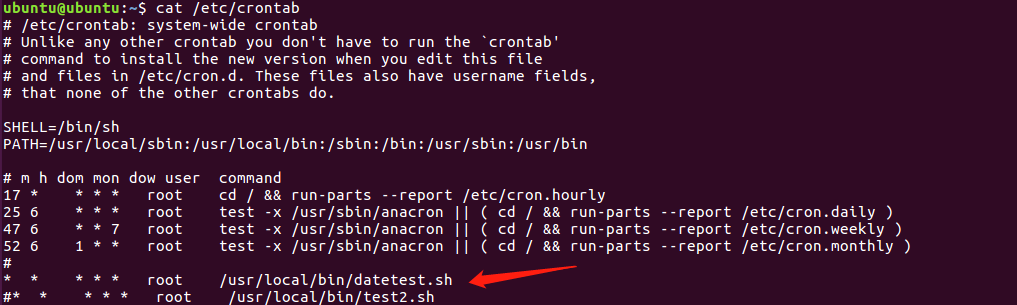 ubuntu@ubuntu:~$ cat /etc/crontab
# /etc/crontab: system-wide crontab
# Unlike any other crontab you don't have to run the `crontab'
# command to install the new version when you edit this file
# and files in /etc/cron.d. These files also have username fields,
# that none of the other crontabs do.

SHELL=/bin/sh
PATH=/usr/local/sbin:/usr/local/bin:/sbin:/bin:/usr/sbin:/usr/bin

# m h dom mon dow user  command
17 *    * * *   root    cd / && run-parts --report /etc/cron.hourly
25 6    * * *   root    test -x /usr/sbin/anacron || ( cd / && run-parts --report /etc/cron.daily )
47 6    * * 7   root    test -x /usr/sbin/anacron || ( cd / && run-parts --report /etc/cron.weekly )
52 6    1 * *   root    test -x /usr/sbin/anacron || ( cd / && run-parts --report /etc/cron.monthly )
#
*  *    * * *   root    /usr/local/bin/datetest.sh
#*  *    * * *   root    /usr/local/bin/test2.sh